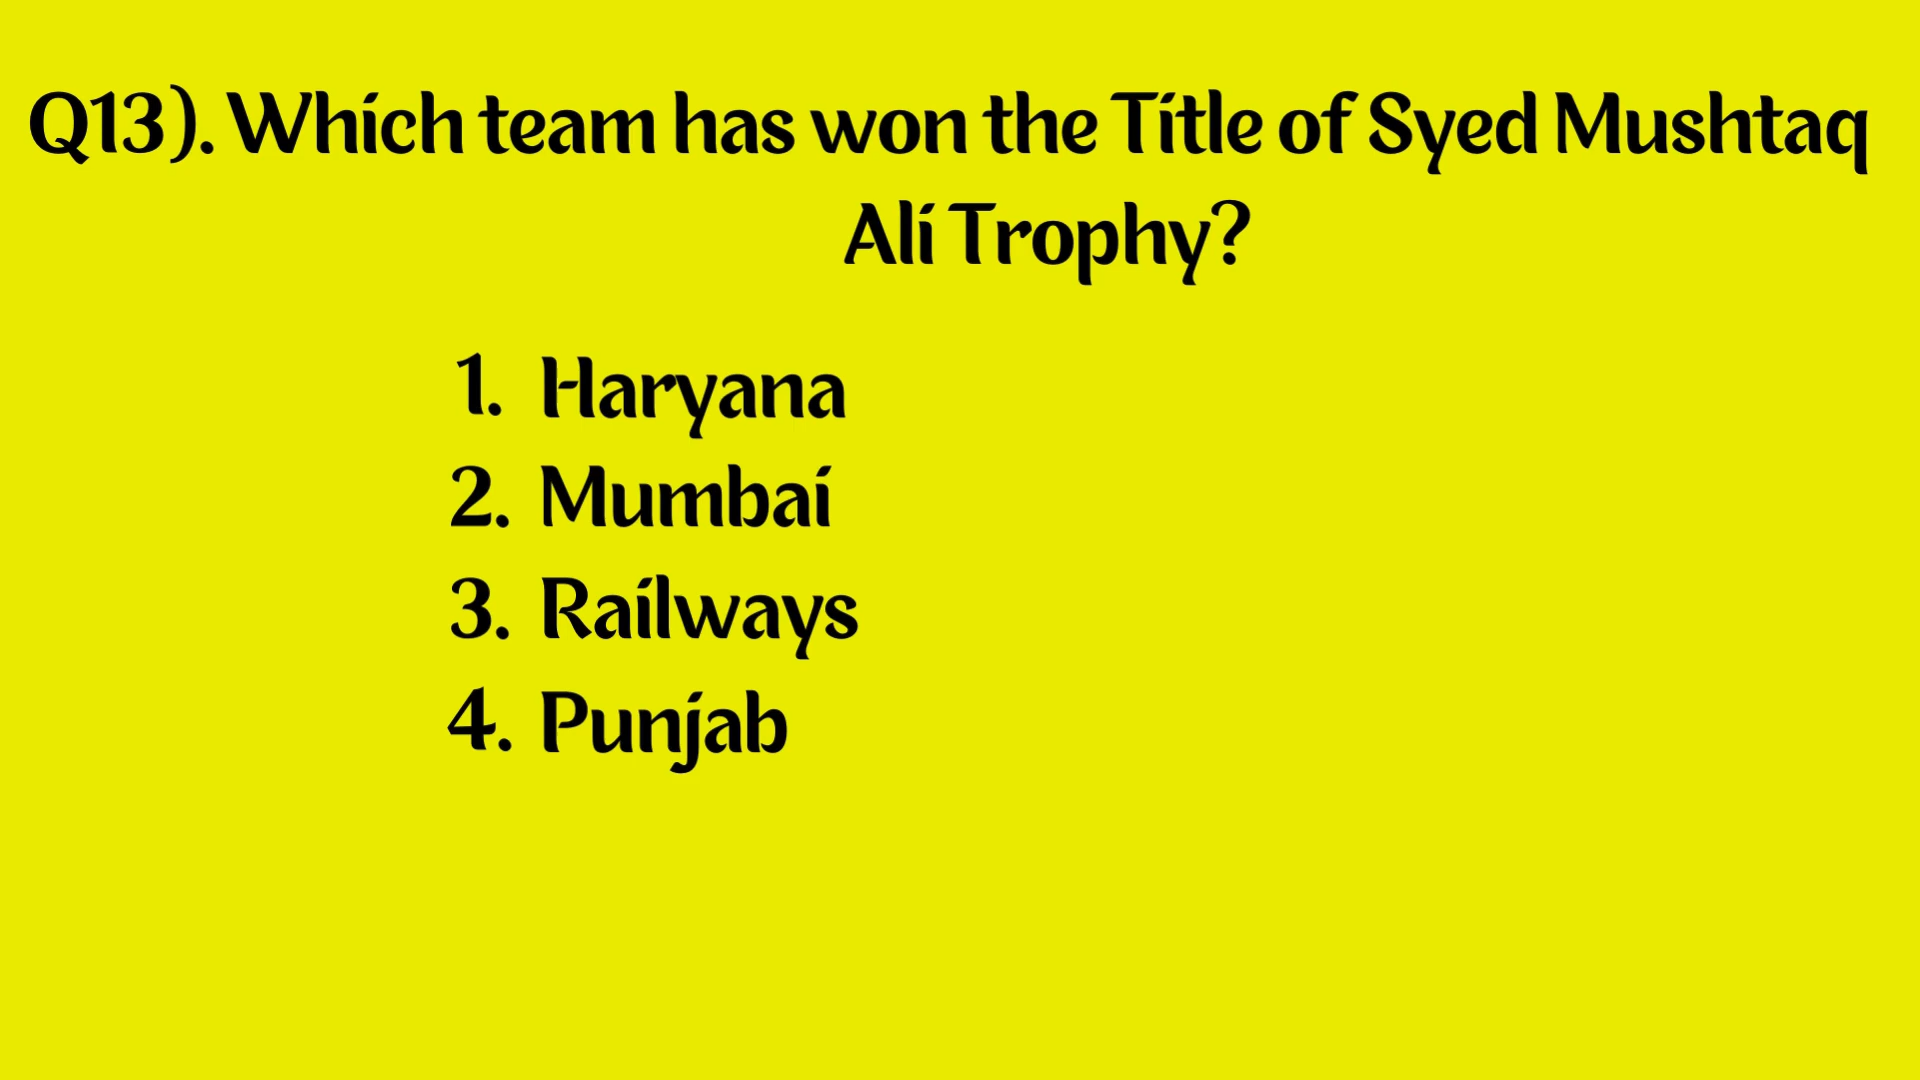 Q13). Which team has won the Title of Syed Mushtaq
Ali Trophy?
1. Haryana
2. Mumbai
3. Railways
4. Punjab